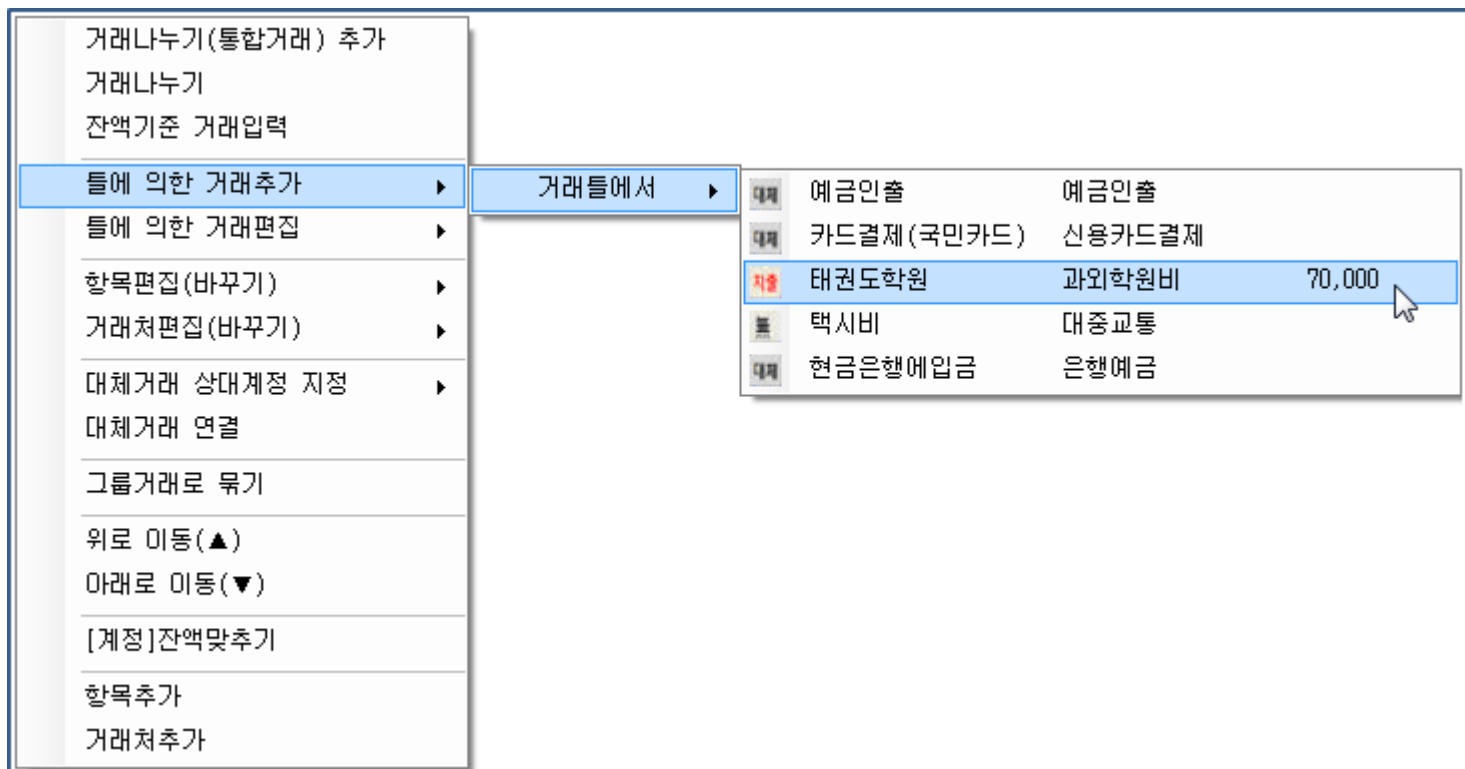 거래나누기(통합거래) 추가
거래나누기
잔액기준 거래입력
틀에 의한 거래추가 ▶
틀에 의한 거래편집 ▶
항목편집(바꾸기) ▶
거래처편집(바꾸기) ▶
대체거래 상대계정 지정 ▶
대체거래 연결
그룹거래로 묶기
위로 이동(▲)
아래로 이동(▼)
[계정]잔액맞추기
항목추가
거래처추가
거래틀에서 ▶
대체 예금인출 예금인출
대체 카드결제(국민카드) 신용카드결제
지출 태권도학원 과외학원비 70,000
택시비 대중교통
대체 현금은행에입금 은행예금